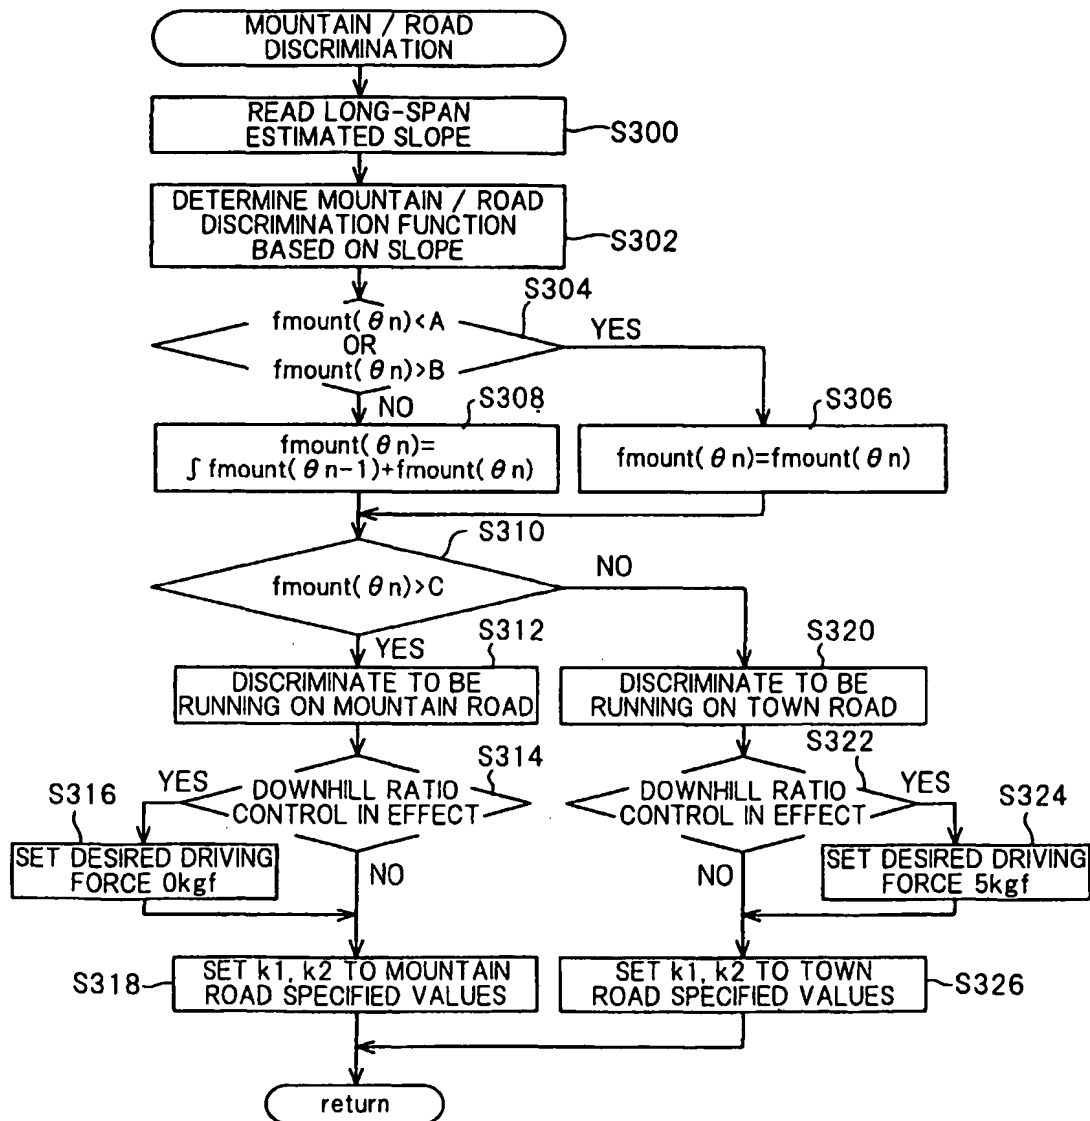 MOUNTAIN / ROAD
DISCRIMINATION
READ LONG-SPAN
ESTIMATED SLOPE
S300
DETERMINE MOUNTAIN / ROAD
DISCRIMINATION FUNCTION
BASED ON SLOPE
S302
S304
fmount(θn)<A
OR
fmount(θn)>B
YES
NO
S308
fmount(θn)=
∫fmount(θn-1)+fmount(θn)
S306
fmount(θn)=fmount(θn)
S310
fmount(θn)>C
NO
YES
S312
DISCRIMINATE TO BE
RUNNING ON MOUNTAIN ROAD
S320
DISCRIMINATE TO BE
RUNNING ON TOWN ROAD
S314
DOWNHILL RATIO
CONTROL IN EFFECT
YES
S316
SET DESIRED DRIVING
FORCE 0kgf
NO
S322
DOWNHILL RATIO
CONTROL IN EFFECT
YES
S324
SET DESIRED DRIVING
FORCE 5kgf
NO
S318
SET k1, k2 TO MOUNTAIN
ROAD SPECIFIED VALUES
SET k1, k2 TO TOWN
ROAD SPECIFIED VALUES
S326
return